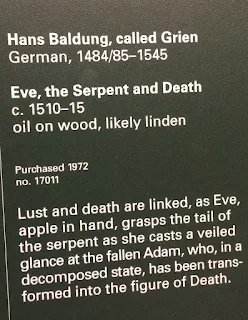 Hans Baldung, called Grien
German, 1484/85–1545
Eve, the Serpent and Death
c. 1510–15
oil on wood, likely linden
Purchased 1972
no. 17011
Lust and death are linked, as Eve,
apple in hand, grasps the tail of
the serpent as she casts a veiled
glance at the fallen Adam, who, in a
decomposed state, has been trans-
formed into the figure of Death.